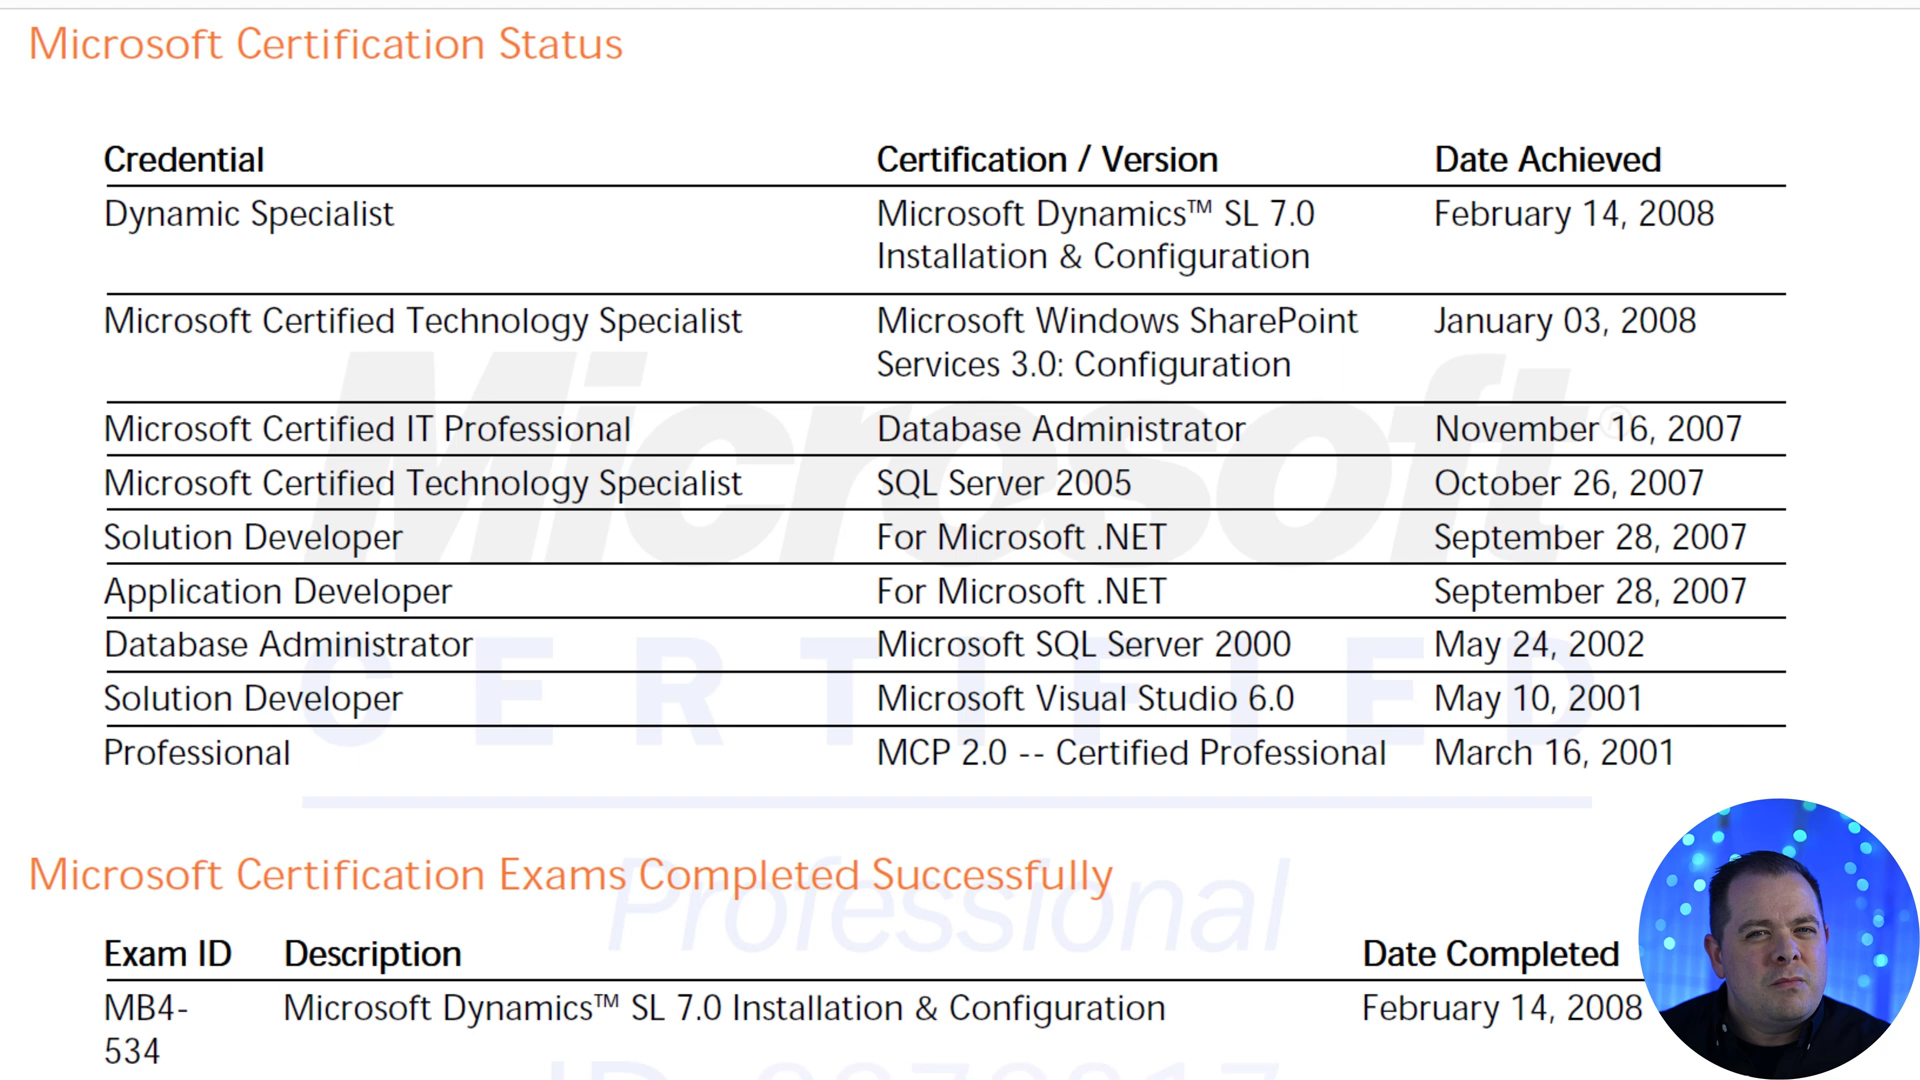 Microsoft Certification Status
Credential Certification / Version Date Achieved
Dynamic Specialist Microsoft Dynamics™ SL 7.0 February 14, 2008
Installation & Configuration
Microsoft Certified Technology Specialist Microsoft Windows SharePoint January 03, 2008
Services 3.0: Configuration
Microsoft Certified IT Professional Database Administrator November 16, 2007
Microsoft Certified Technology Specialist SQL Server 2005 October 26, 2007
Solution Developer For Microsoft .NET September 28, 2007
Application Developer For Microsoft .NET September 28, 2007
Database Administrator Microsoft SQL Server 2000 May 24, 2002
Solution Developer Microsoft Visual Studio 6.0 May 10, 2001
Professional MCP 2.0 -- Certified Professional March 16, 2001
Microsoft®
CERTIFIED
Professional
Microsoft Certification Exams Completed Successfully
Exam ID Description Date Completed
MB4- Microsoft Dynamics™ SL 7.0 Installation & Configuration February 14, 2008
534